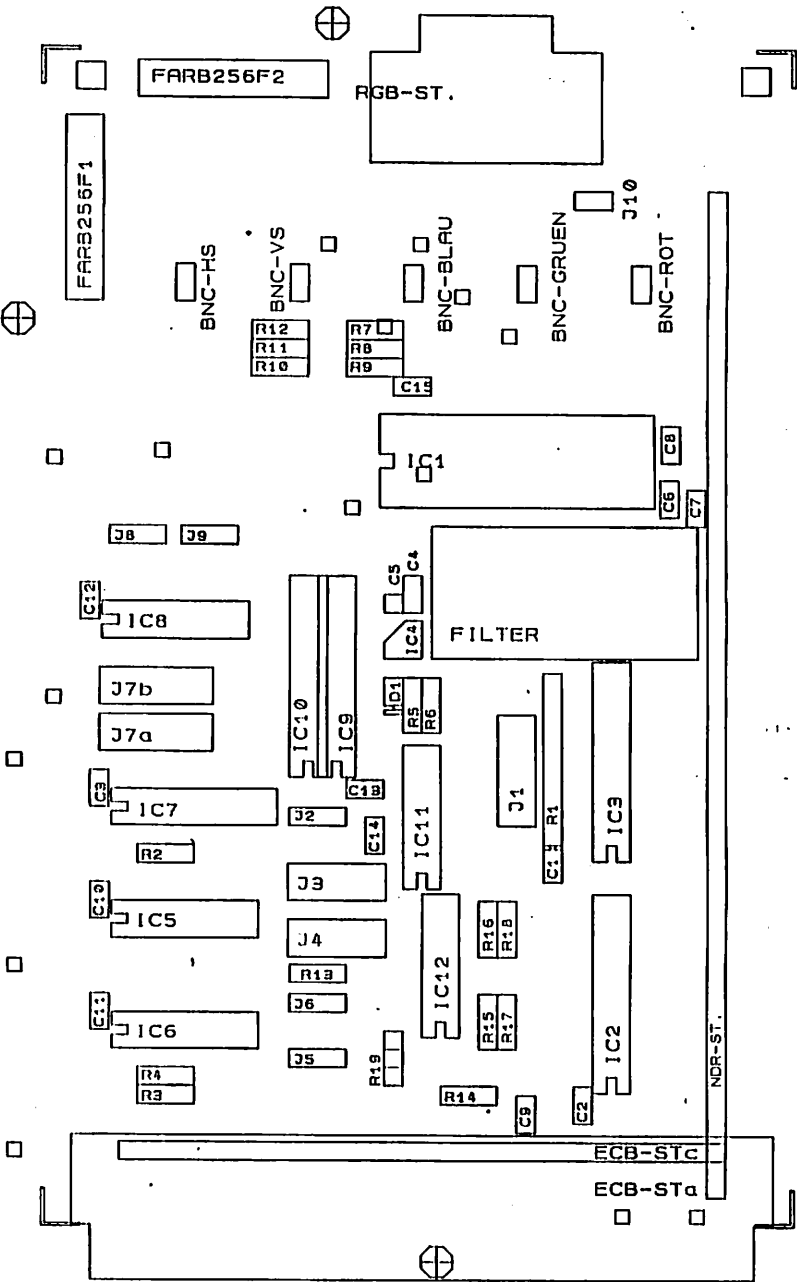 FARB256F2
RGB-ST.
FARB256F1
J10
BNC-HS
BNC-VS
BNC-BLAU
BNC-GRUEN
BNC-ROT
R12
R11
R10
R7
R8
R9
C15
IC1
C8
C6
C7
J8
J9
C5
C4
C12
IC8
IC4
FILTER
J7b
J7a
IC10
IC9
D1
R5
R6
C3
IC7
C13
J2
C14
IC11
J1
R1
C1
IC3
R2
J3
C10
IC5
J4
R13
IC12
R16
R18
C11
IC6
J6
J5
R19
R15
R17
IC2
NDR-ST.
R4
R3
R14
C9
C2
ECB-STc
ECB-STa